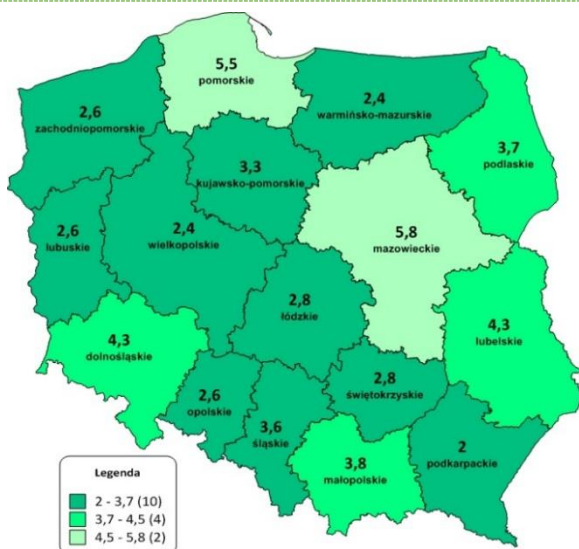 5,5
pomorskie
2,6
zachodniopomorskie
2,4
warmińsko-mazurskie
3,7
podlaskie
3,3
kujawsko-pomorskie
2,6
lubuskie
2,4
wielkopolskie
5,8
mazowieckie
2,8
łódzkie
4,3
dolnośląskie
4,3
lubelskie
2,6
opolskie
3,6
śląskie
2,8
świętokrzyskie
3,8
małopolskie
2
podkarpackie
Legenda
2 - 3,7 (10)
3,7 - 4,5 (4)
4,5 - 5,8 (2)